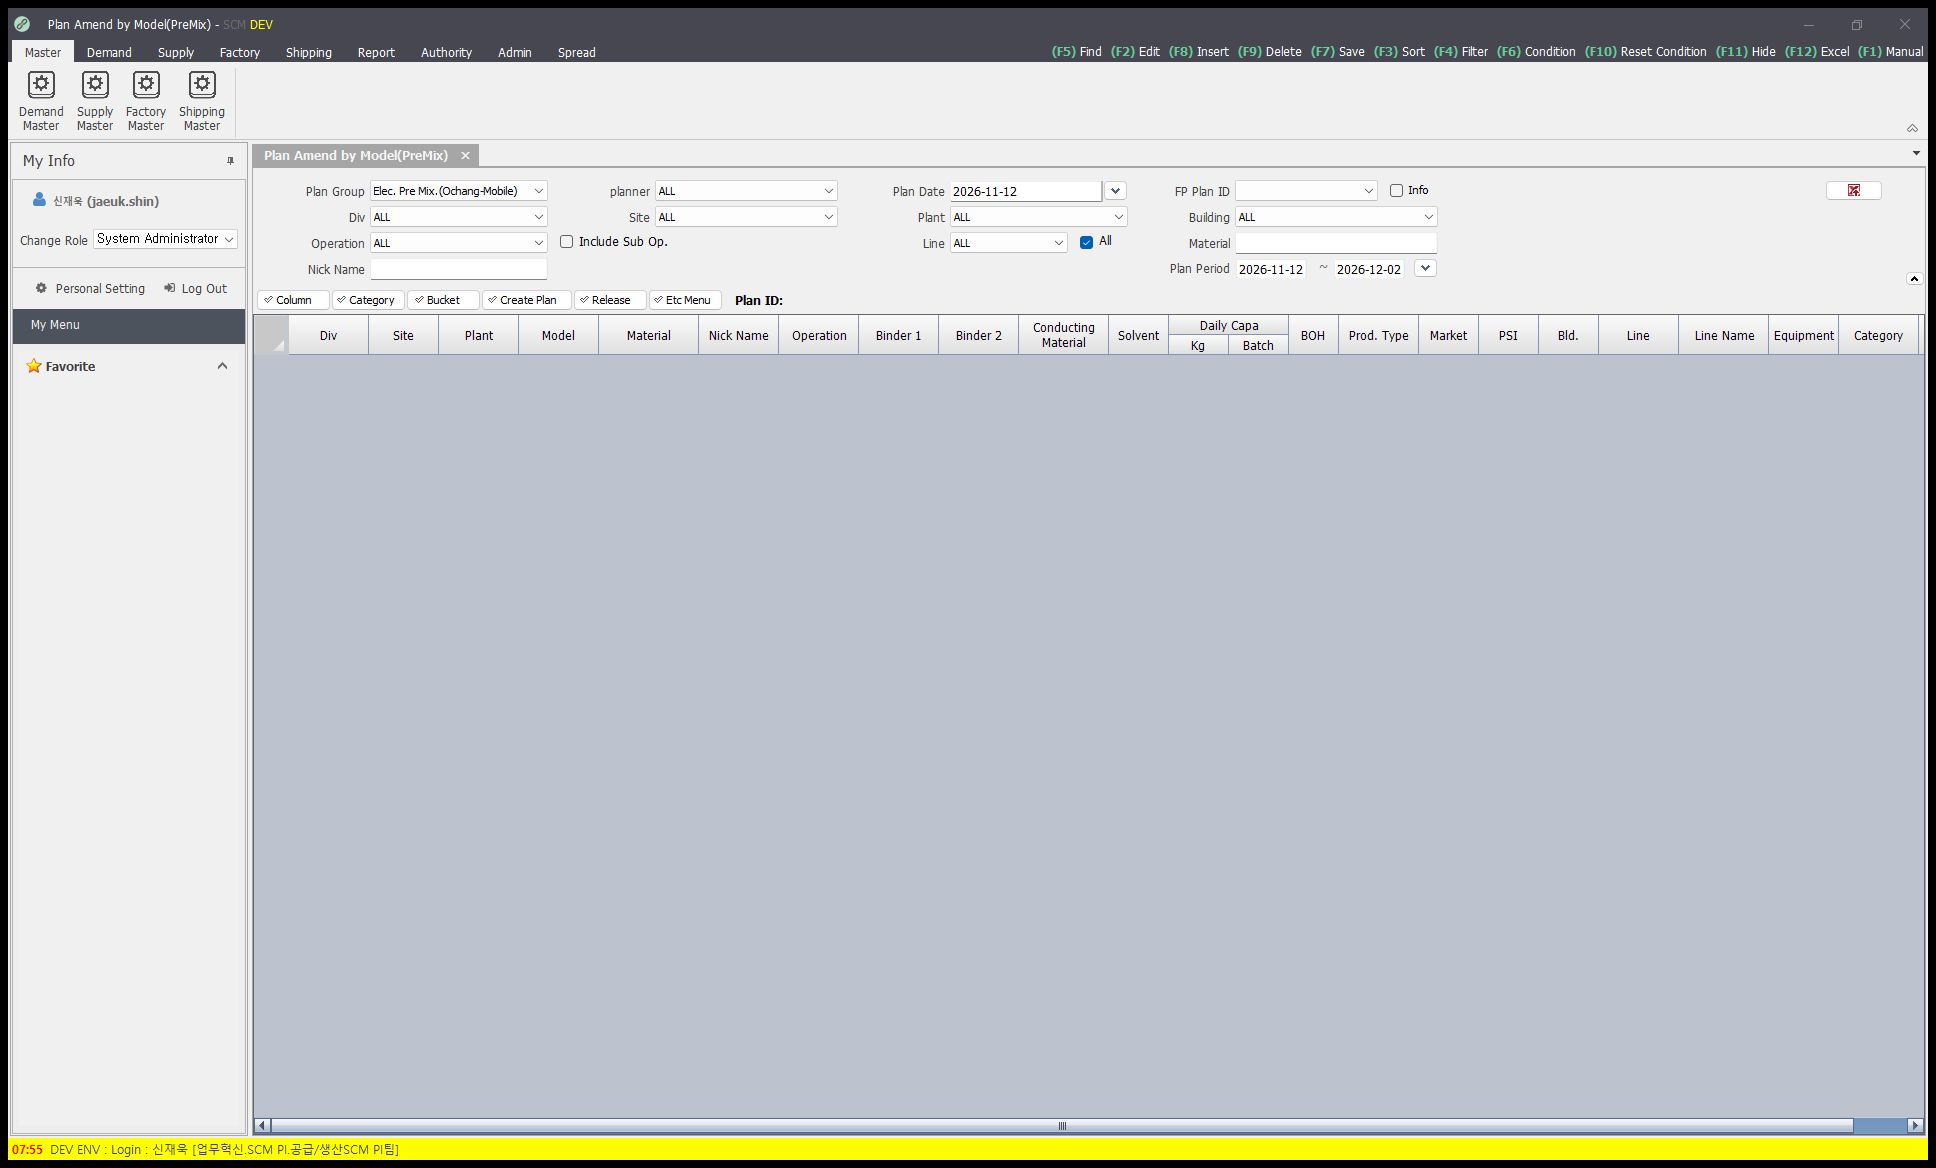 Plan Amend by Model(PreMix) - SCM DEV
Master Demand Supply Factory Shipping Report Authority Admin Spread (F5) Find (F2) Edit (F8) Insert (F9) Delete (F7) Save (F3) Sort (F4) Filter (F6) Condition (F10) Reset Condition (F11) Hide (F12) Excel (F1) Manual
Demand Master Supply Master Factory Master Shipping Master
My Info
신재욱 (jaeuk.shin)
Change Role System Administrator
Personal Setting Log Out
My Menu
Favorite
Plan Amend by Model(PreMix)
Plan Group Elec. Pre Mix.(Ochang-Mobile) planner ALL Plan Date 2026-11-12 FP Plan ID Info
Div ALL Site ALL Plant ALL Building ALL
Operation ALL Include Sub Op. Line ALL All Material
Nick Name Plan Period 2026-11-12 ~ 2026-12-02
Column Category Bucket Create Plan Release Etc Menu Plan ID:
Div Site Plant Model Material Nick Name Operation Binder 1 Binder 2 Conducting Material Solvent Daily Capa Kg Batch BOH Prod. Type Market PSI Bld. Line Line Name Equipment Category
07:55 DEV ENV : Login : 신재욱 [업무혁신.SCM PI.공급/생산SCM PI팀]